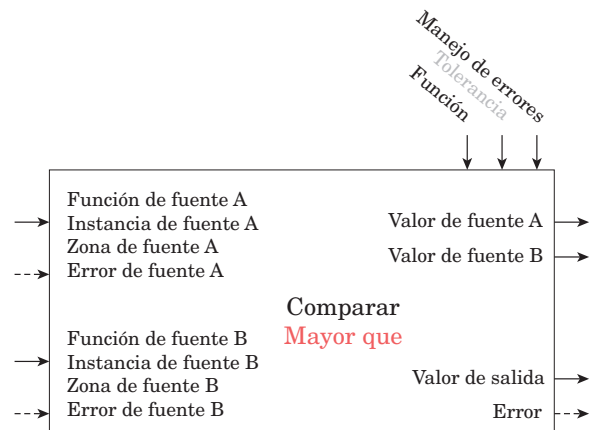 Manejo de errores
Tolerancia
Función
Función de fuente A
Instancia de fuente A
Zona de fuente A
Error de fuente A
Valor de fuente A
Valor de fuente B
Comparar
Mayor que
Función de fuente B
Instancia de fuente B
Zona de fuente B
Error de fuente B
Valor de salida
Error